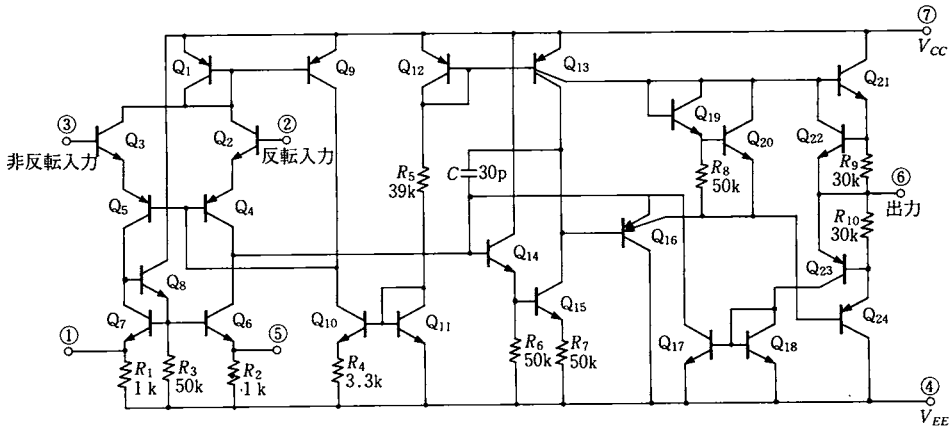 ⑦
V_CC
Q₁
Q₉
Q₁₂
Q₁₃
Q₂₁
③
非反転入力
Q₃
Q₂
②
反転入力
Q₁₉
Q₂₀
Q₂₂
R₅
39k
C
30p
R₈
50k
R₉
30k
⑥
出力
Q₅
Q₄
R₁₀
30k
Q₁₆
Q₁₄
Q₂₃
Q₈
Q₁₅
Q₇
Q₆
Q₁₀
Q₁₁
Q₁₇
Q₁₈
Q₂₄
①
⑤
R₁
1k
R₃
50k
R₂
1k
R₄
3.3k
R₆
50k
R₇
50k
④
V_EE